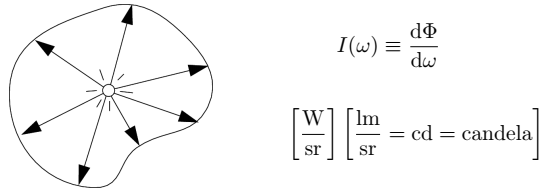 I(ω) ≡ dΦ/dω
[W/sr] [lm/sr = cd = candela]